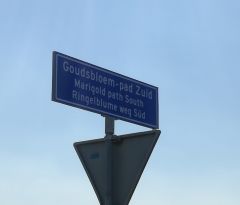 Goudsbloem-pad Zuid
Marigold path South
Ringelblume weg Süd